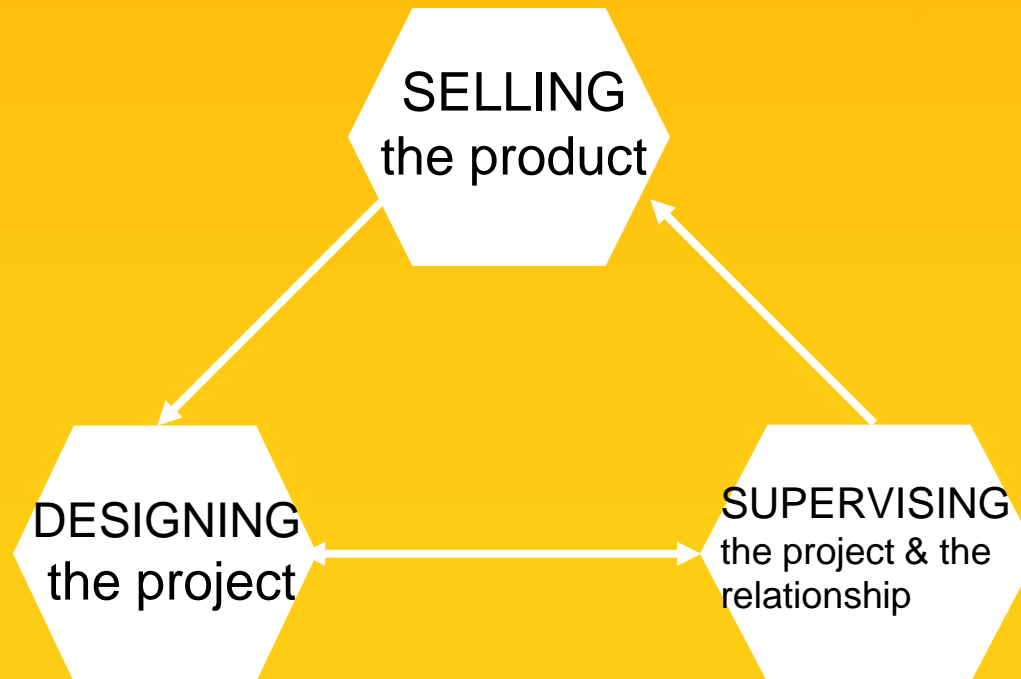 SELLING
the product
DESIGNING
the project
SUPERVISING
the project & the
relationship